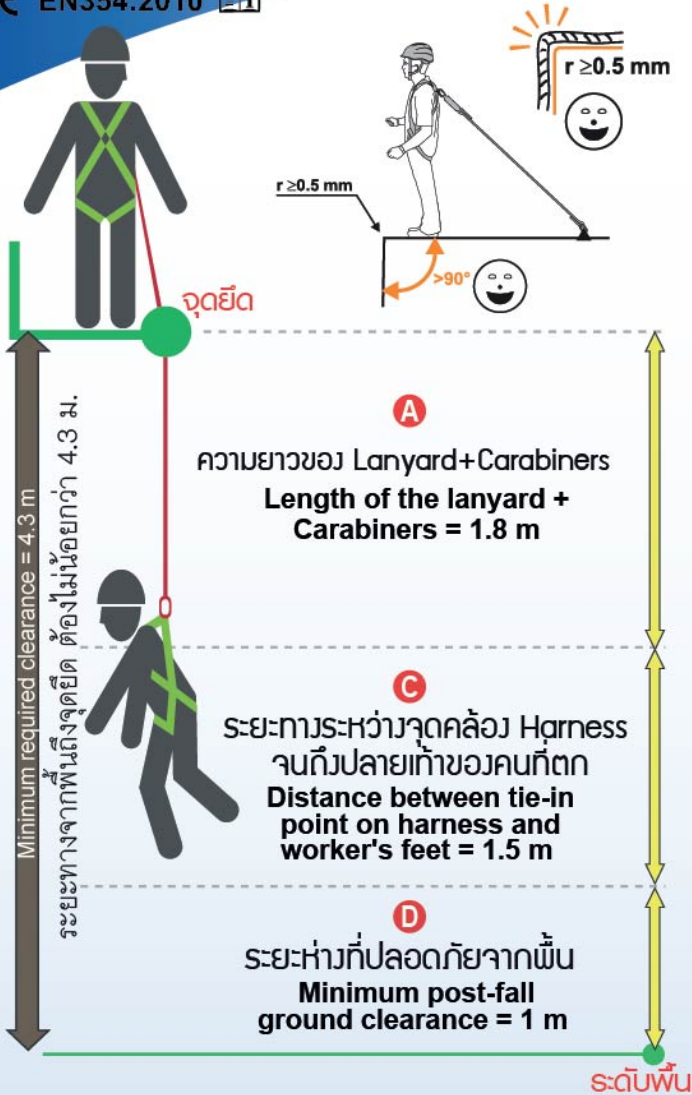 EN354:2010
r ≥0.5 mm
r ≥0.5 mm
>90°
จุดยึด
Minimum required clearance = 4.3 m
ระยะทางจากพื้นถึงจุดยึด ต้องไม่น้อยกว่า 4.3 ม.
A
ความยาวของ Lanyard+Carabiners
Length of the lanyard +
Carabiners = 1.8 m
C
ระยะทางระหว่างจุดคล้อง Harness
จนถึงปลายเท้าของคนที่ตก
Distance between tie-in
point on harness and
worker's feet = 1.5 m
D
ระยะห่างที่ปลอดภัยจากพื้น
Minimum post-fall
ground clearance = 1 m
ระดับพื้น